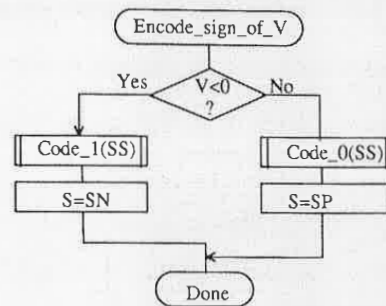 Encode_sign_of_V
Yes
V<0
?
No
Code_1(SS)
Code_0(SS)
S=SN
S=SP
Done